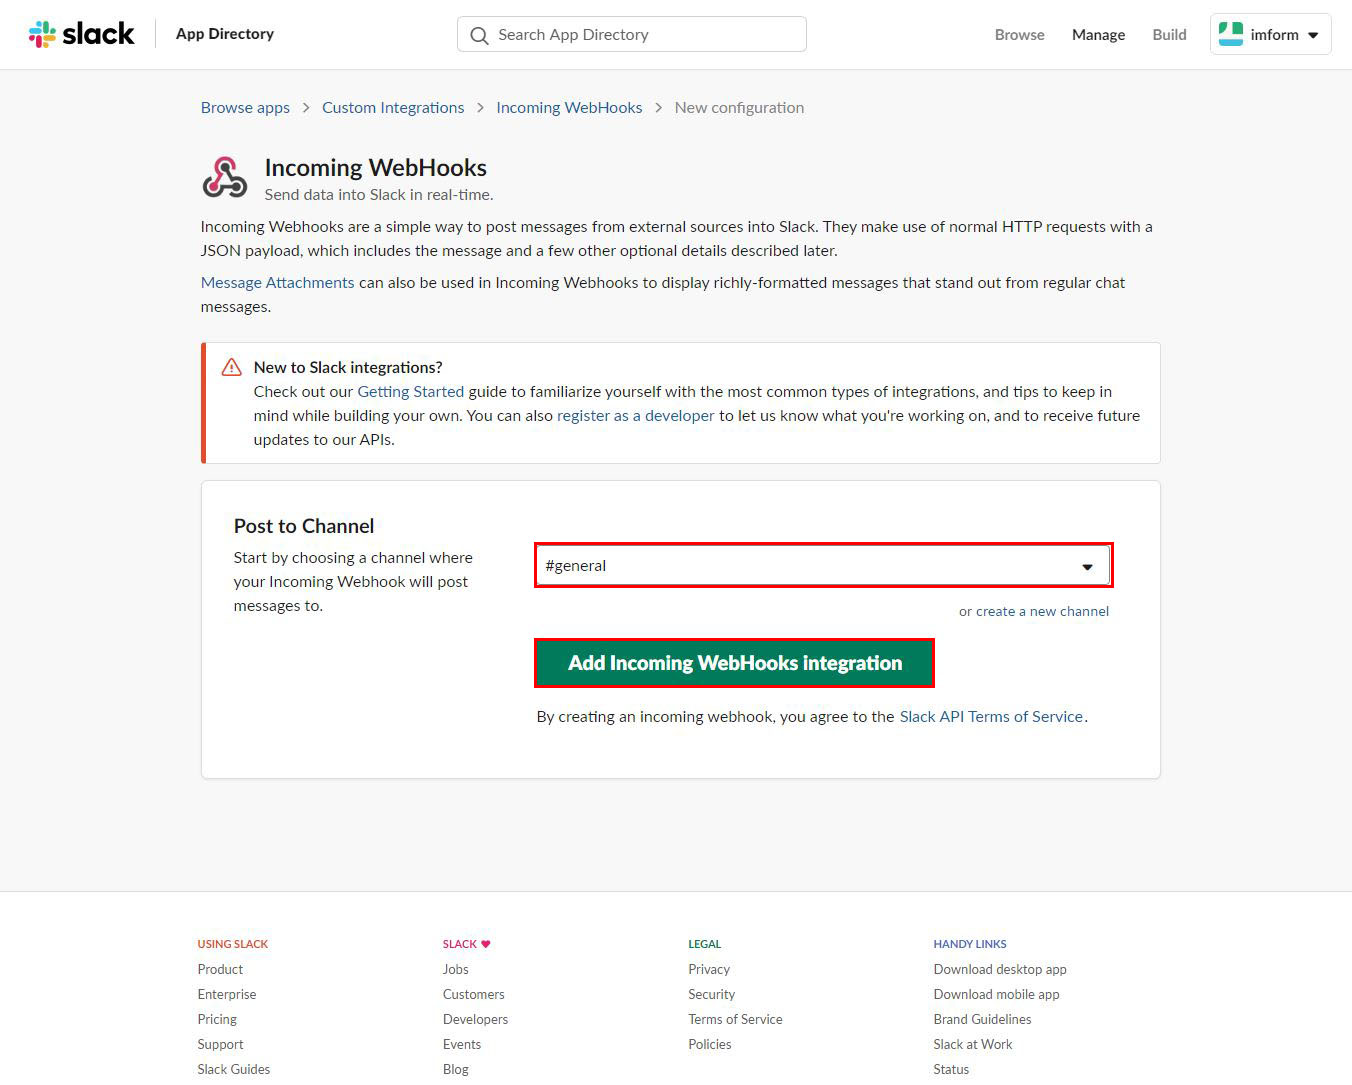 slack
App Directory
Search App Directory
Browse
Manage
Build
imform
Browse apps > Custom Integrations > Incoming WebHooks > New configuration
Incoming WebHooks
Send data into Slack in real-time.
Incoming Webhooks are a simple way to post messages from external sources into Slack. They make use of normal HTTP requests with a
JSON payload, which includes the message and a few other optional details described later.
Message Attachments can also be used in Incoming Webhooks to display richly-formatted messages that stand out from regular chat
messages.
New to Slack integrations?
Check out our Getting Started guide to familiarize yourself with the most common types of integrations, and tips to keep in
mind while building your own. You can also register as a developer to let us know what you're working on, and to receive future
updates to our APIs.
Post to Channel
Start by choosing a channel where
your Incoming Webhook will post
messages to.
#general
or create a new channel
Add Incoming WebHooks integration
By creating an incoming webhook, you agree to the Slack API Terms of Service.
USING SLACK
Product
Enterprise
Pricing
Support
Slack Guides
SLACK ♥
Jobs
Customers
Developers
Events
Blog
LEGAL
Privacy
Security
Terms of Service
Policies
HANDY LINKS
Download desktop app
Download mobile app
Brand Guidelines
Slack at Work
Status